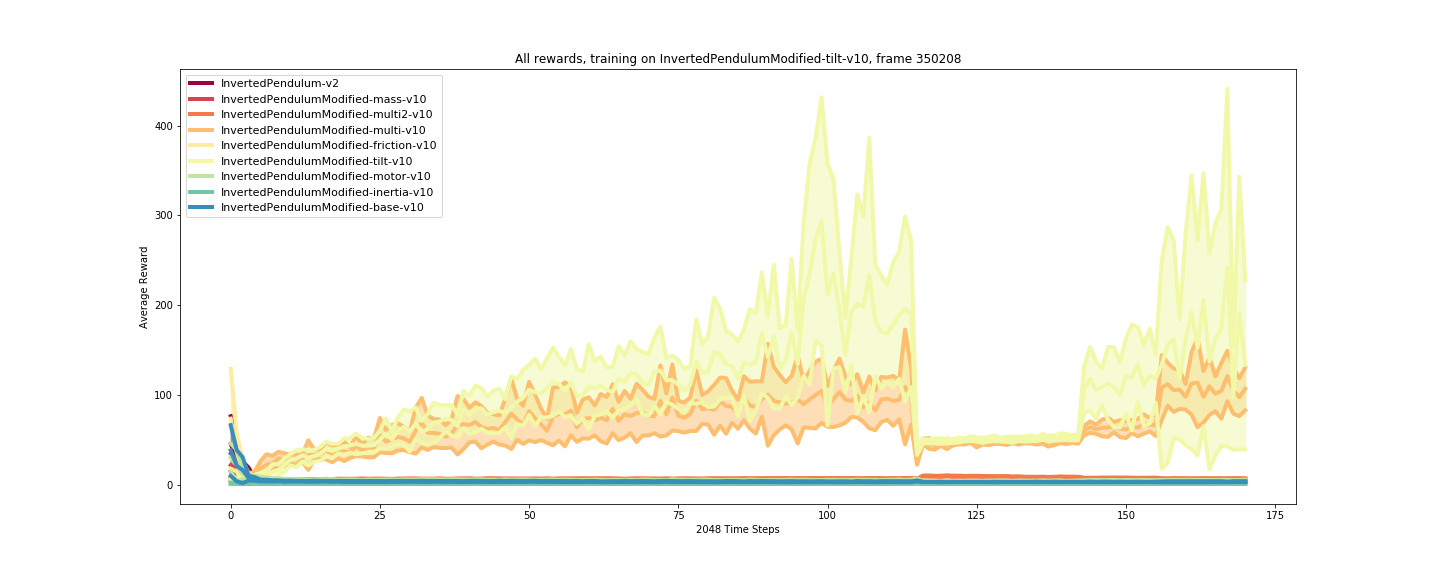 All rewards, training on InvertedPendulumModified-tilt-v10, frame 350208
InvertedPendulum-v2
InvertedPendulumModified-mass-v10
InvertedPendulumModified-multi2-v10
InvertedPendulumModified-multi-v10
InvertedPendulumModified-friction-v10
InvertedPendulumModified-tilt-v10
InvertedPendulumModified-motor-v10
InvertedPendulumModified-inertia-v10
InvertedPendulumModified-base-v10
Average Reward
400
300
200
100
0
0 25 50 75 100 125 150 175
2048 Time Steps